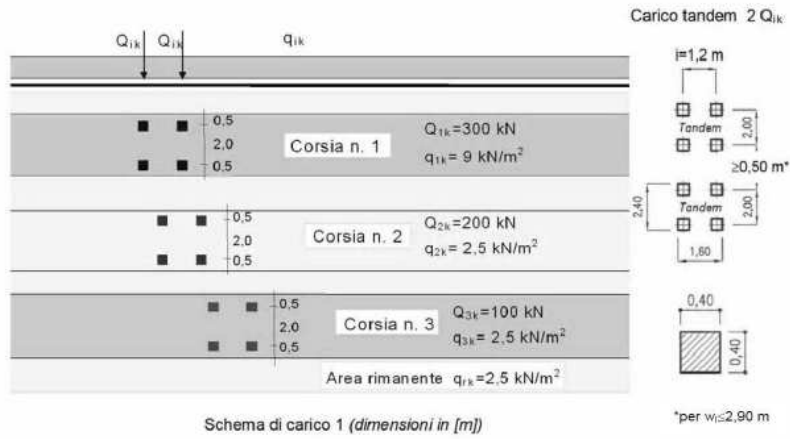 Carico tandem 2 Qik
Qik Qik qik
i=1,2 m
0,5
2,0
0,5
Corsia n. 1
Q1k=300 kN
q1k= 9 kN/m²
Tandem
2,00
≥0,50 m*
0,5
2,0
0,5
Corsia n. 2
Q2k=200 kN
q2k= 2,5 kN/m²
2,40
Tandem
2,00
1,60
0,5
2,0
0,5
Corsia n. 3
Q3k=100 kN
q3k= 2,5 kN/m²
0,40
0,40
Area rimanente qrk=2,5 kN/m²
Schema di carico 1 (dimensioni in [m])
*per wl≤2,90 m